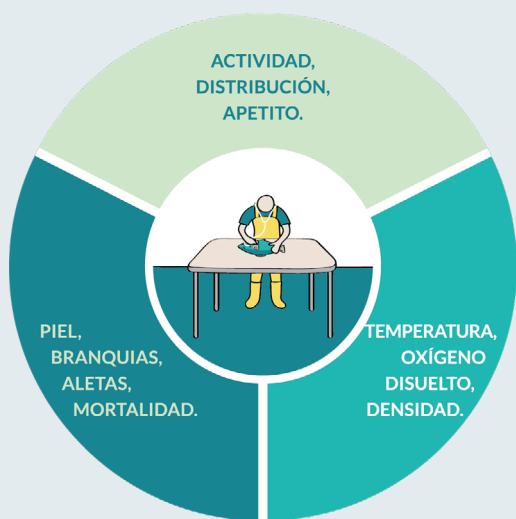 ACTIVIDAD,
DISTRIBUCIÓN,
APETITO.
PIEL,
BRANQUIAS,
ALETAS,
MORTALIDAD.
TEMPERATURA,
OXÍGENO
DISUELTO,
DENSIDAD.